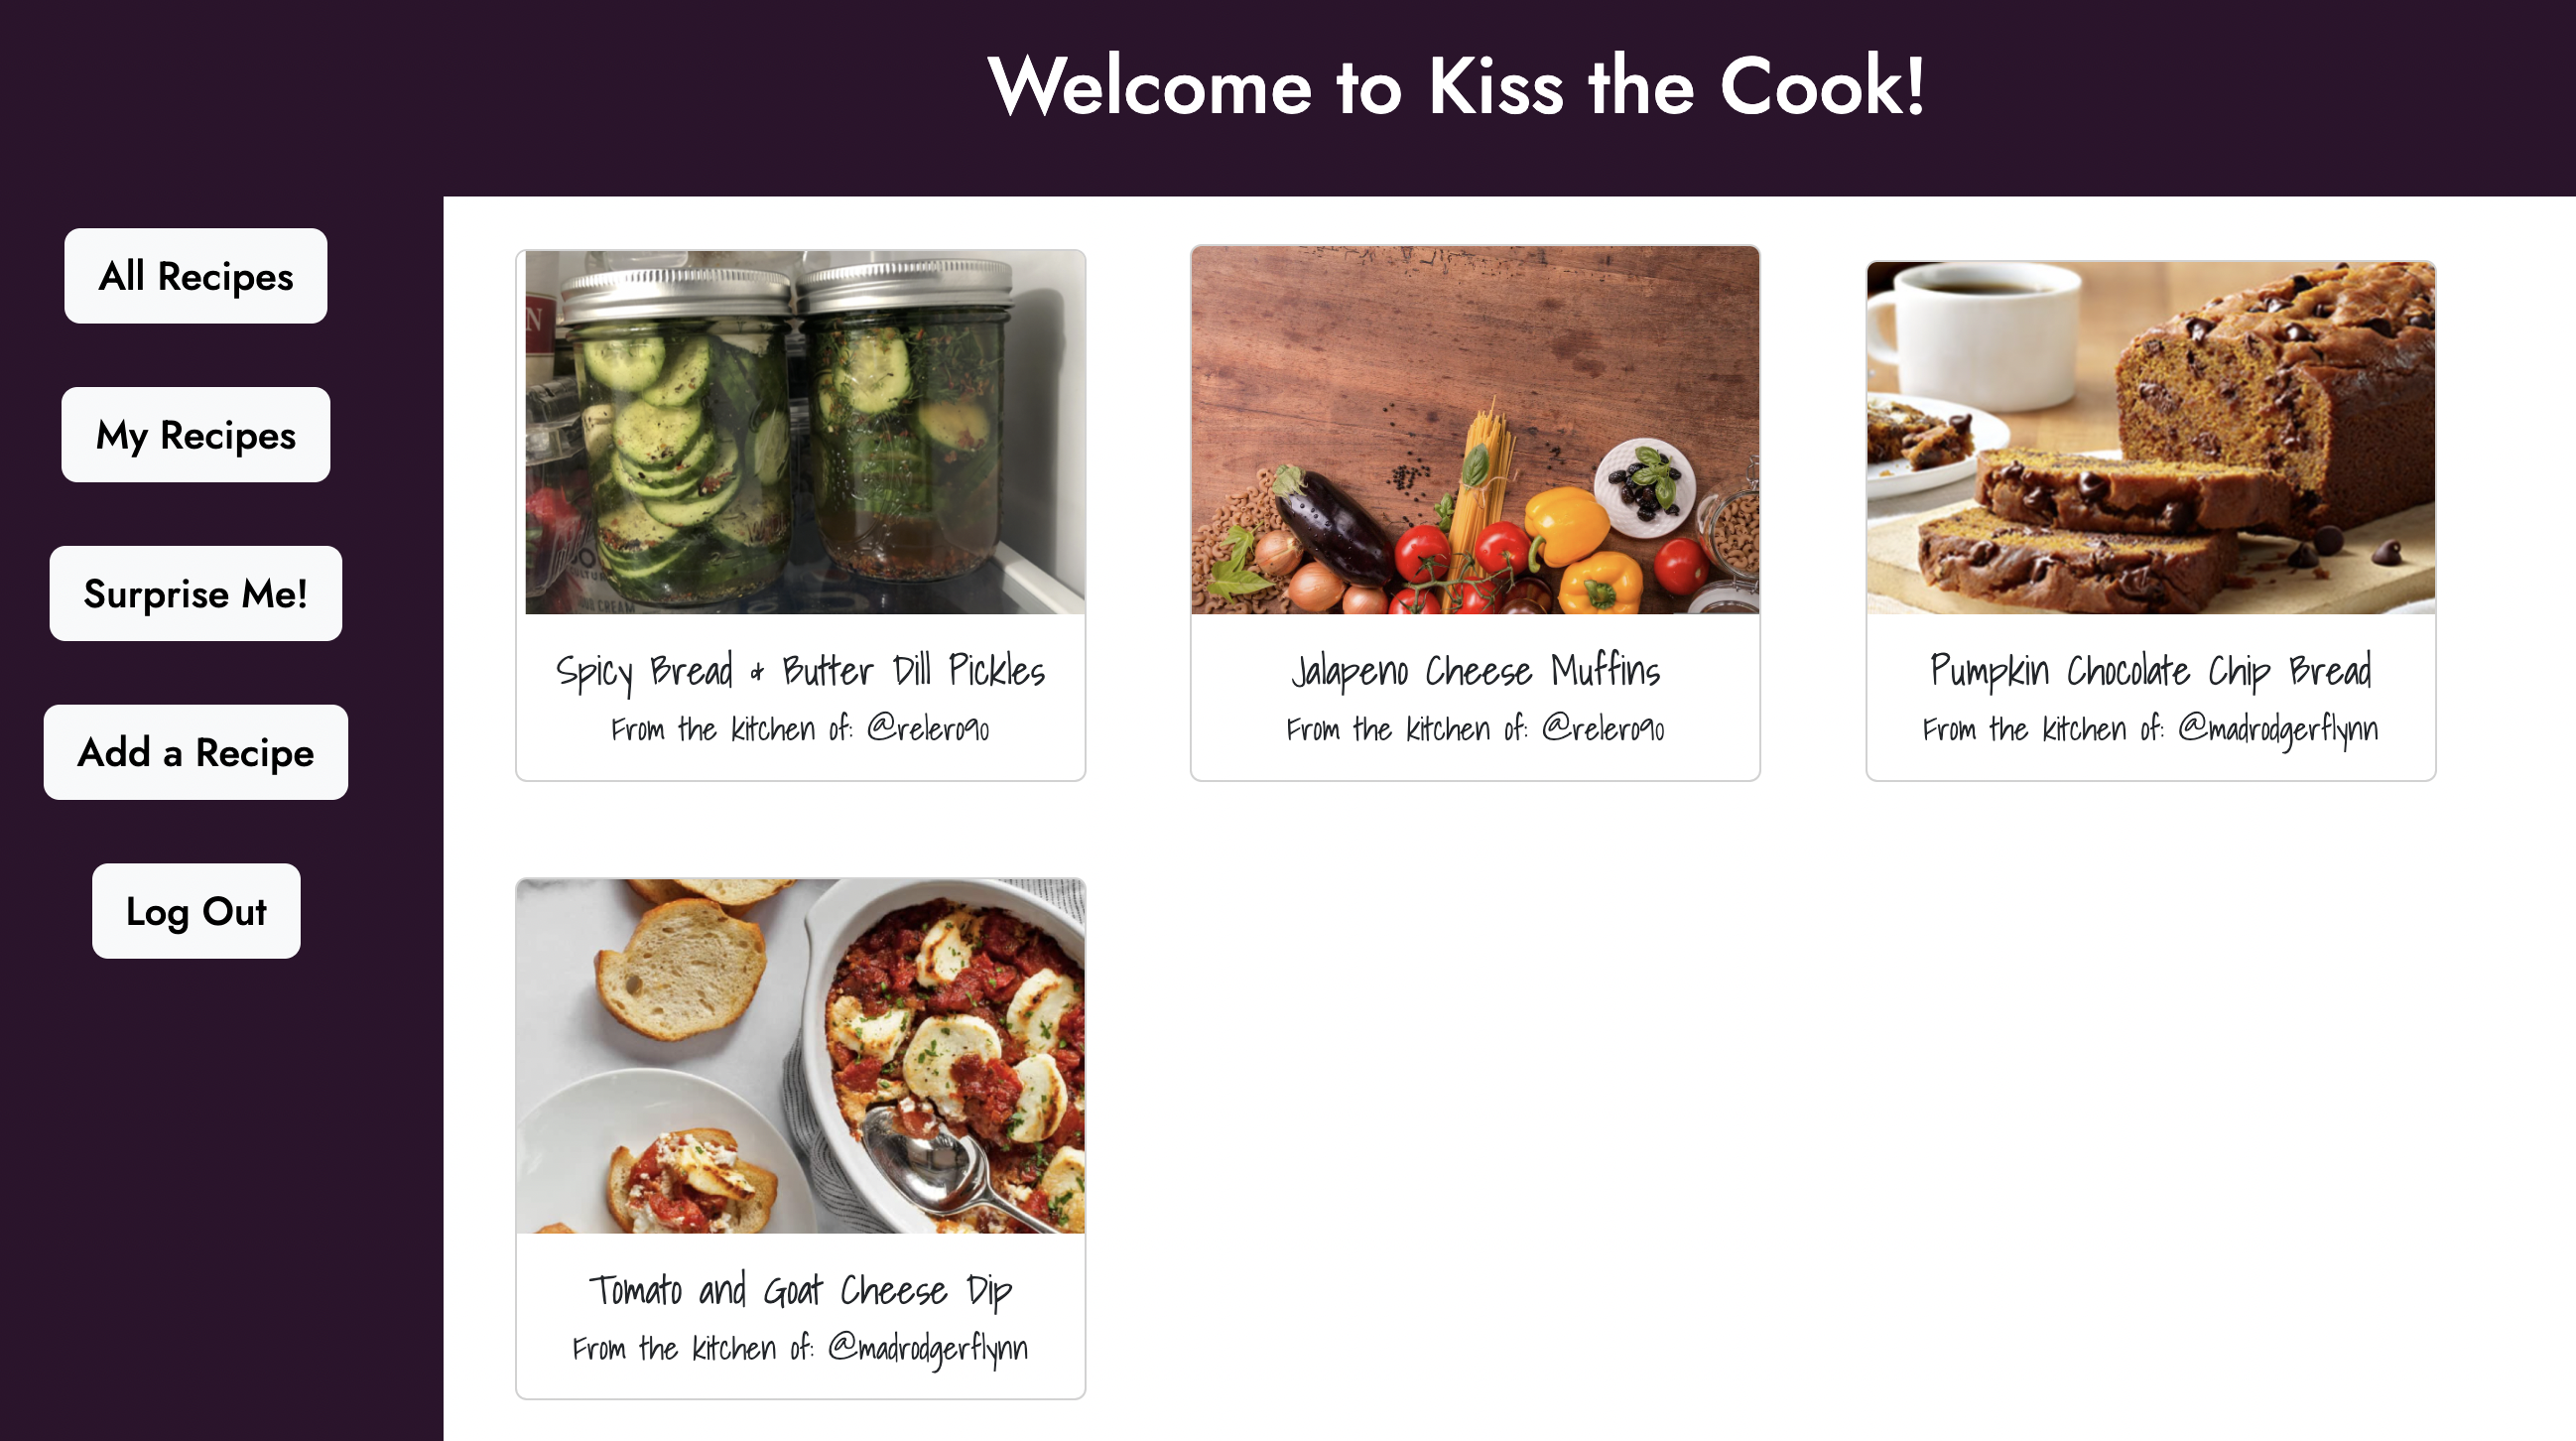 Welcome to Kiss the Cook!
All Recipes
My Recipes
Surprise Me!
Add a Recipe
Log Out
Spicy Bread & Butter Dill Pickles
From the kitchen of: @relero90
Jalapeno Cheese Muffins
From the kitchen of: @relero90
Pumpkin Chocolate Chip Bread
From the kitchen of: @madrodgerflynn
Tomato and Goat Cheese Dip
From the kitchen of: @madrodgerflynn